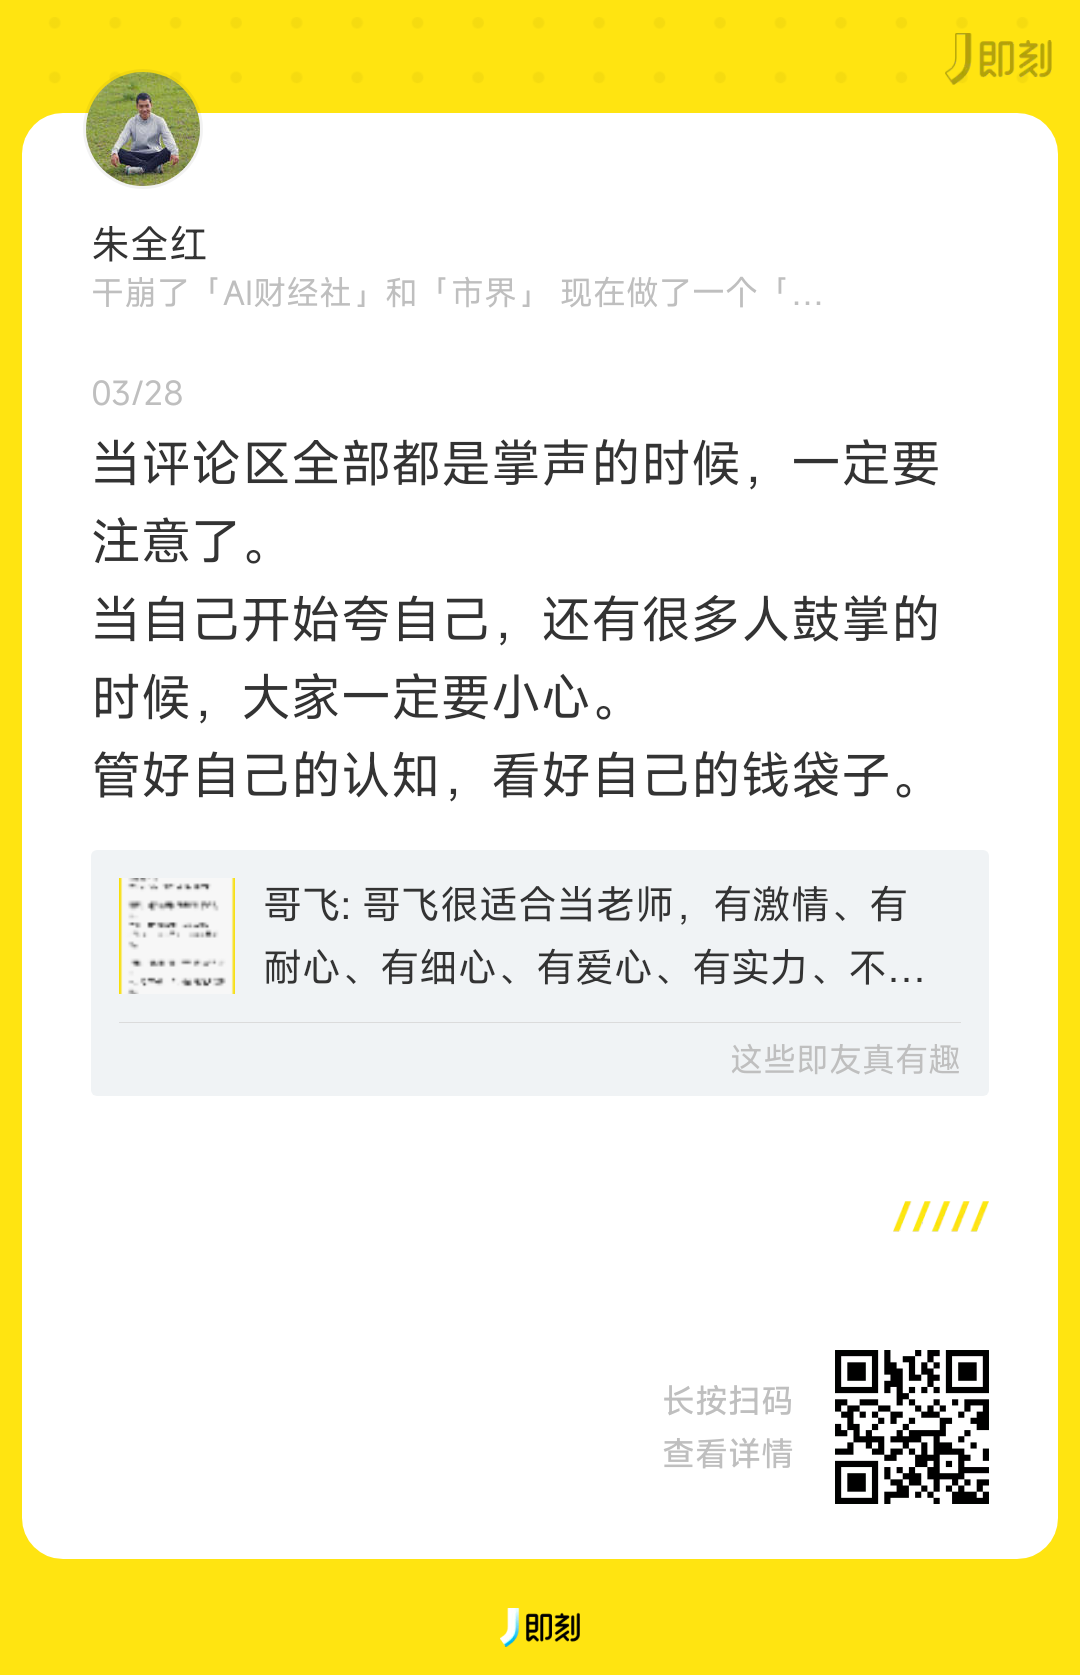 即刻
朱全红
干崩了「AI财经社」和「市界」 现在做了一个「...
03/28
当评论区全部都是掌声的时候，一定要
注意了。
当自己开始夸自己，还有很多人鼓掌的
时候，大家一定要小心。
管好自己的认知，看好自己的钱袋子。
哥飞: 哥飞很适合当老师，有激情、有
耐心、有细心、有爱心、有实力、不...
这些即友真有趣
长按扫码
查看详情
即刻